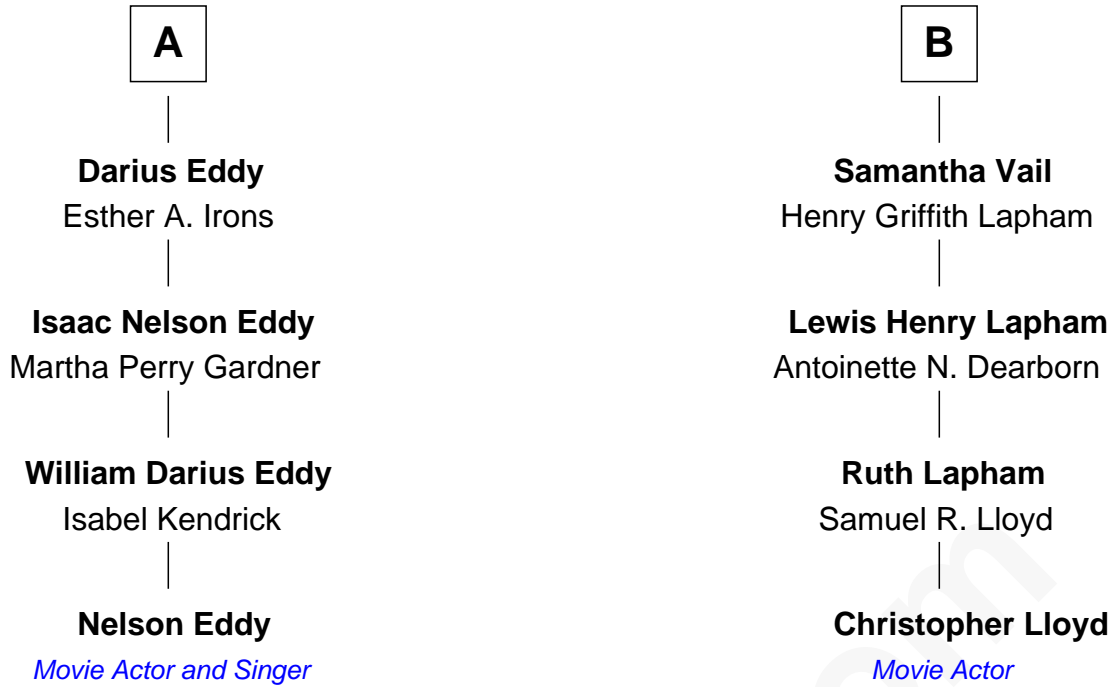 A
Darius Eddy
Esther A. Irons
Isaac Nelson Eddy
Martha Perry Gardner
William Darius Eddy
Isabel Kendrick
Nelson Eddy
Movie Actor and Singer
B
Samantha Vail
Henry Griffith Lapham
Lewis Henry Lapham
Antoinette N. Dearborn
Ruth Lapham
Samuel R. Lloyd
Christopher Lloyd
Movie Actor
om